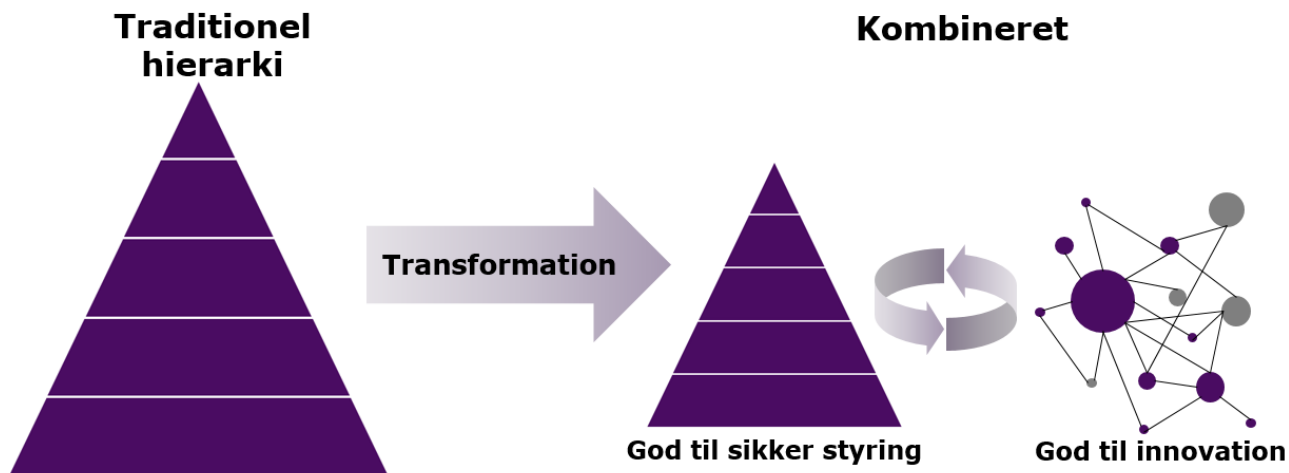 Traditionel
hierarki
Kombineret
Transformation
God til sikker styring
God til innovation